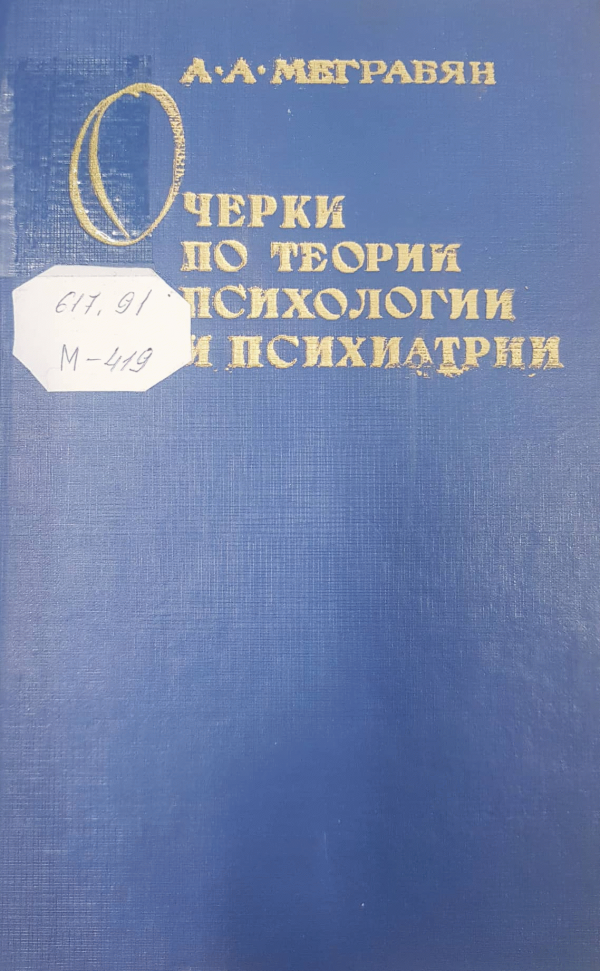 А·А·МЕГРАБЯН
ОЧЕРКИ
ПО ТЕОРИИ
ПСИХОЛОГИИ
И ПСИХИАТРИИ
617.91
М-419